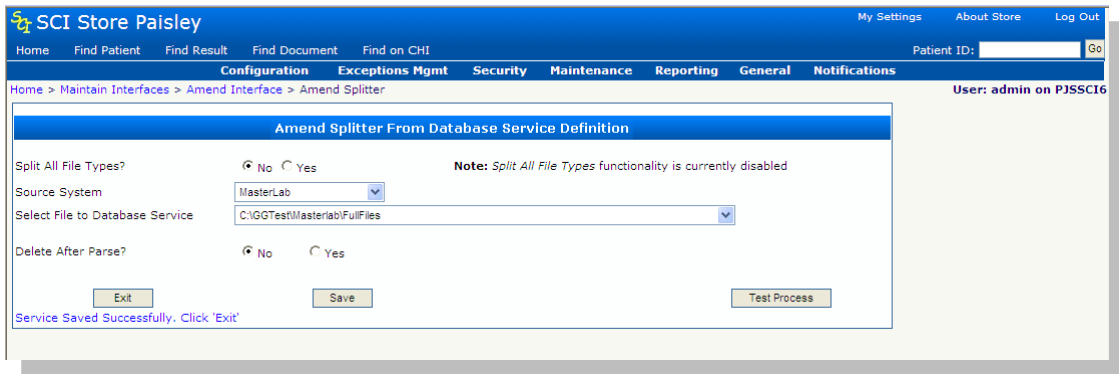 SCI Store Paisley
My Settings About Store Log Out
Home Find Patient Find Result Find Document Find on CHI Patient ID: Go
Configuration Exceptions Mgmt Security Maintenance Reporting General Notifications
Home > Maintain Interfaces > Amend Interface > Amend Splitter User: admin on PJSSCI6
Amend Splitter From Database Service Definition
Split All File Types? No Yes Note: Split All File Types functionality is currently disabled
Source System MasterLab
Select File to Database Service C:\GGTest\Masterlab\FullFiles
Delete After Parse? No Yes
Exit Save Test Process
Service Saved Successfully. Click 'Exit'